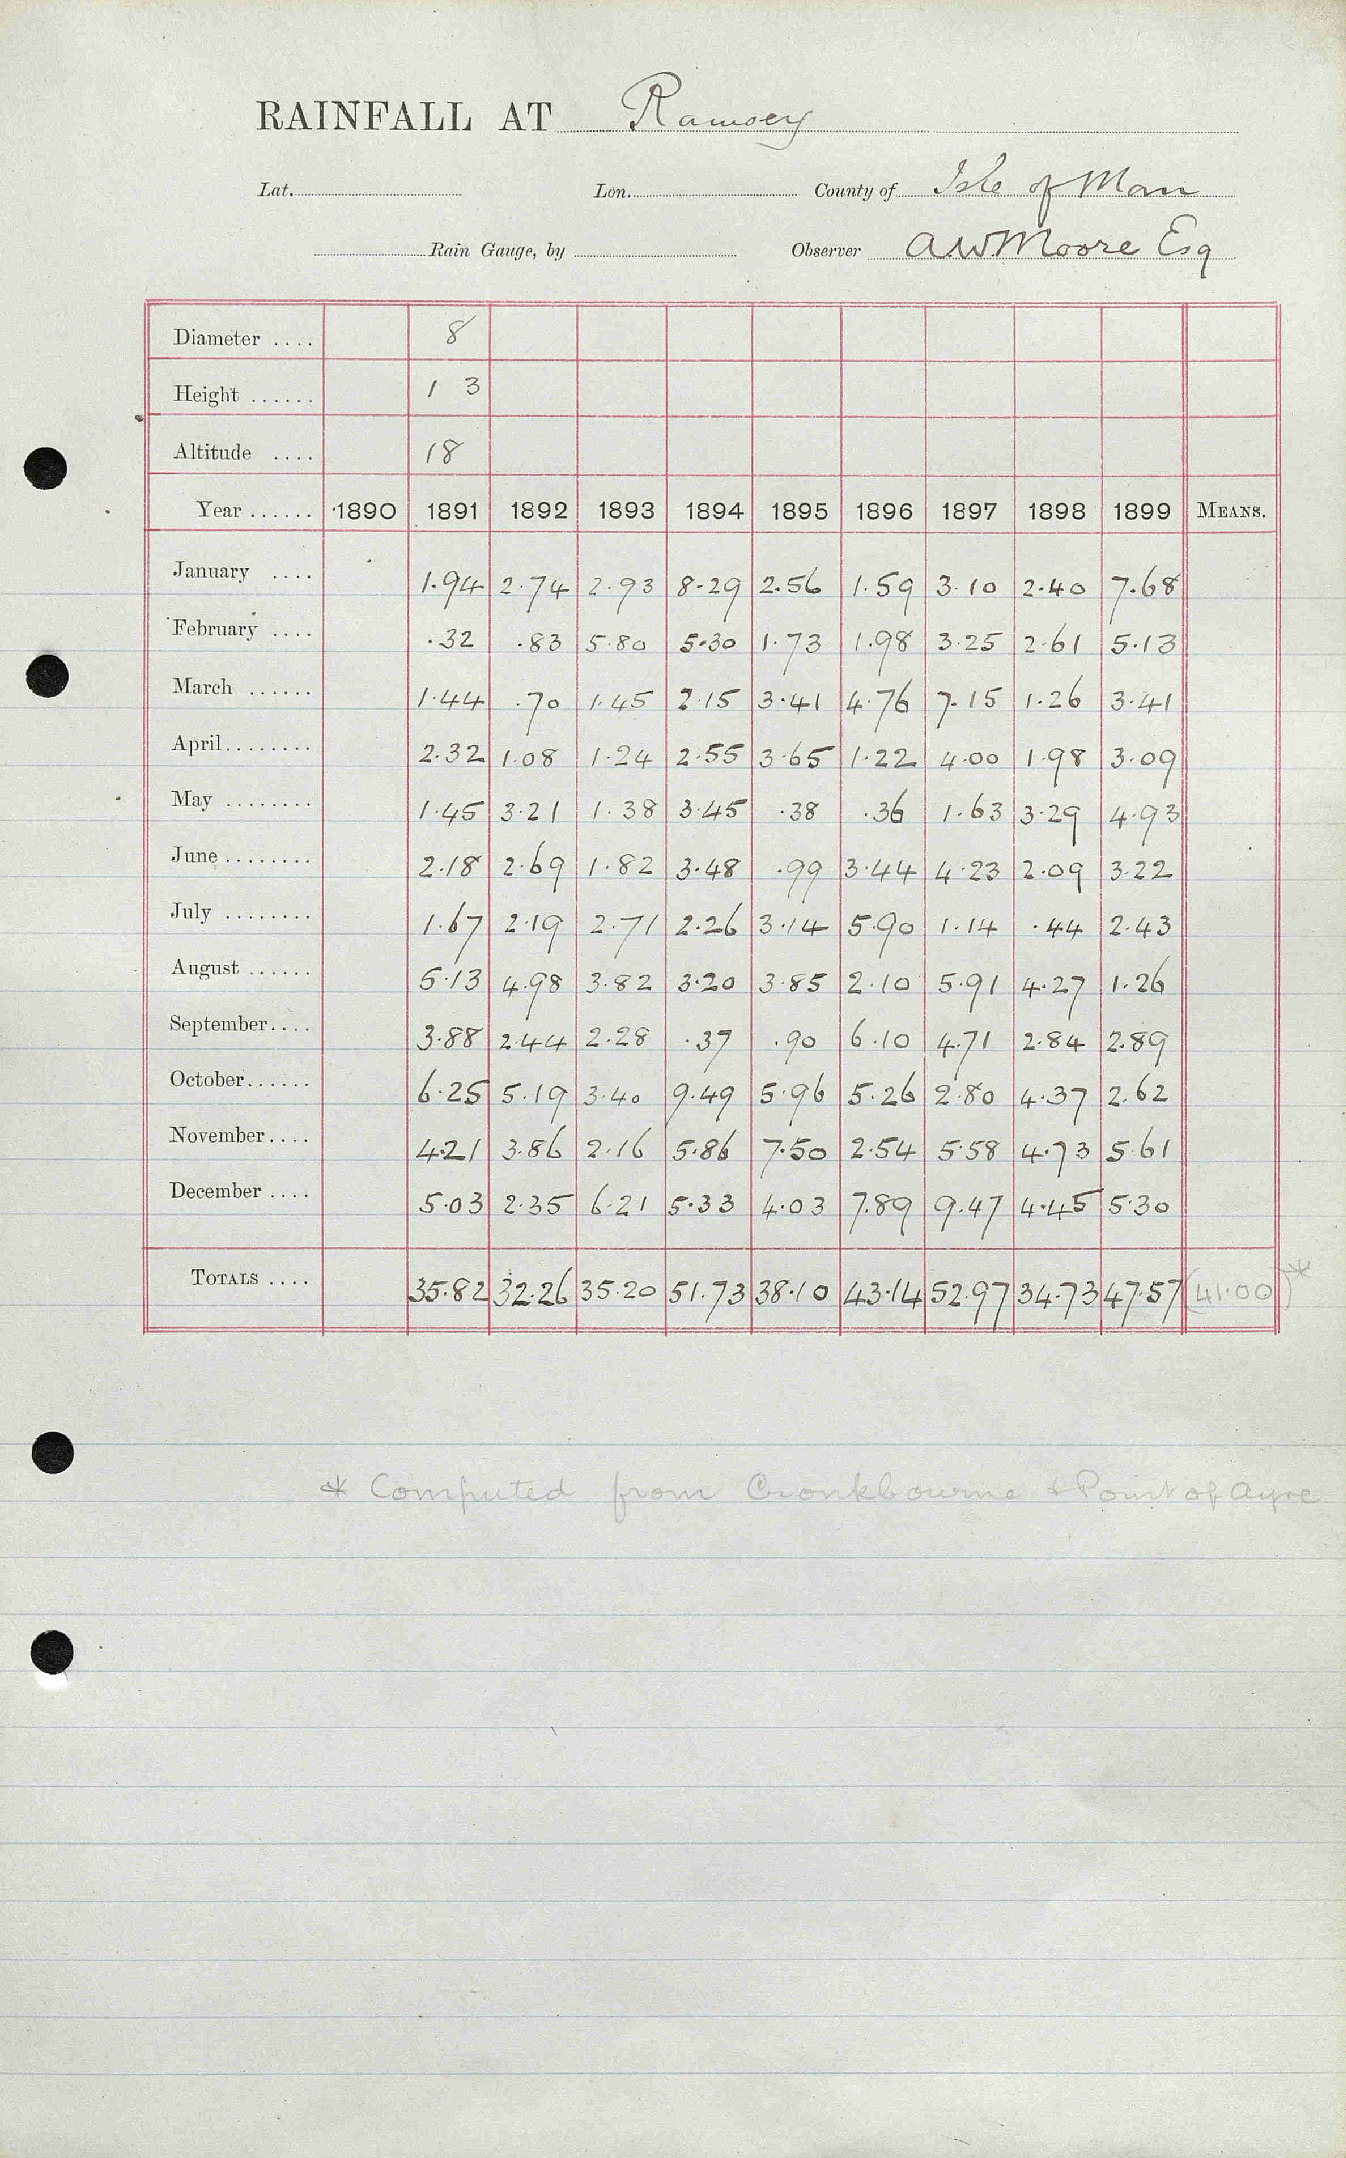 RAINFALL AT Ramsey
Lat. Lon. County of Isle of Man
Rain Gauge, by Observer A W Moore Esq
Diameter .... 8
Height ...... 1 3
Altitude .... 18
Year ...... 1890 1891 1892 1893 1894 1895 1896 1897 1898 1899 MEANS.
January .... 1.94 2.74 2.93 8.29 2.56 1.59 3.10 2.40 7.68
February .... .32 .83 5.80 5.30 1.73 1.98 3.25 2.61 5.13
March ...... 1.44 .70 1.45 2.15 3.41 4.76 7.15 1.26 3.41
April........ 2.32 1.08 1.24 2.55 3.65 1.22 4.00 1.98 3.09
May ........ 1.45 3.21 1.38 3.45 .38 .36 1.63 3.29 4.93
June ........ 2.18 2.69 1.82 3.48 .99 3.44 4.23 2.09 3.22
July ........ 1.67 2.19 2.71 2.26 3.14 5.90 1.14 .44 2.43
August ...... 5.13 4.98 3.82 3.20 3.85 2.10 5.91 4.27 1.26
September.... 3.88 2.44 2.28 .37 .90 6.10 4.71 2.84 2.89
October...... 6.25 5.19 3.40 9.49 5.96 5.26 2.80 4.37 2.62
November.... 4.21 3.86 2.16 5.86 7.50 2.54 5.58 4.73 5.61
December .... 5.03 2.35 6.21 5.33 4.03 7.89 9.47 4.45 5.30
TOTALS .... 35.82 32.26 35.20 51.73 38.10 43.14 52.97 34.73 47.57 (41.00)*
* Computed from Cronkbourne & Point of Ayre